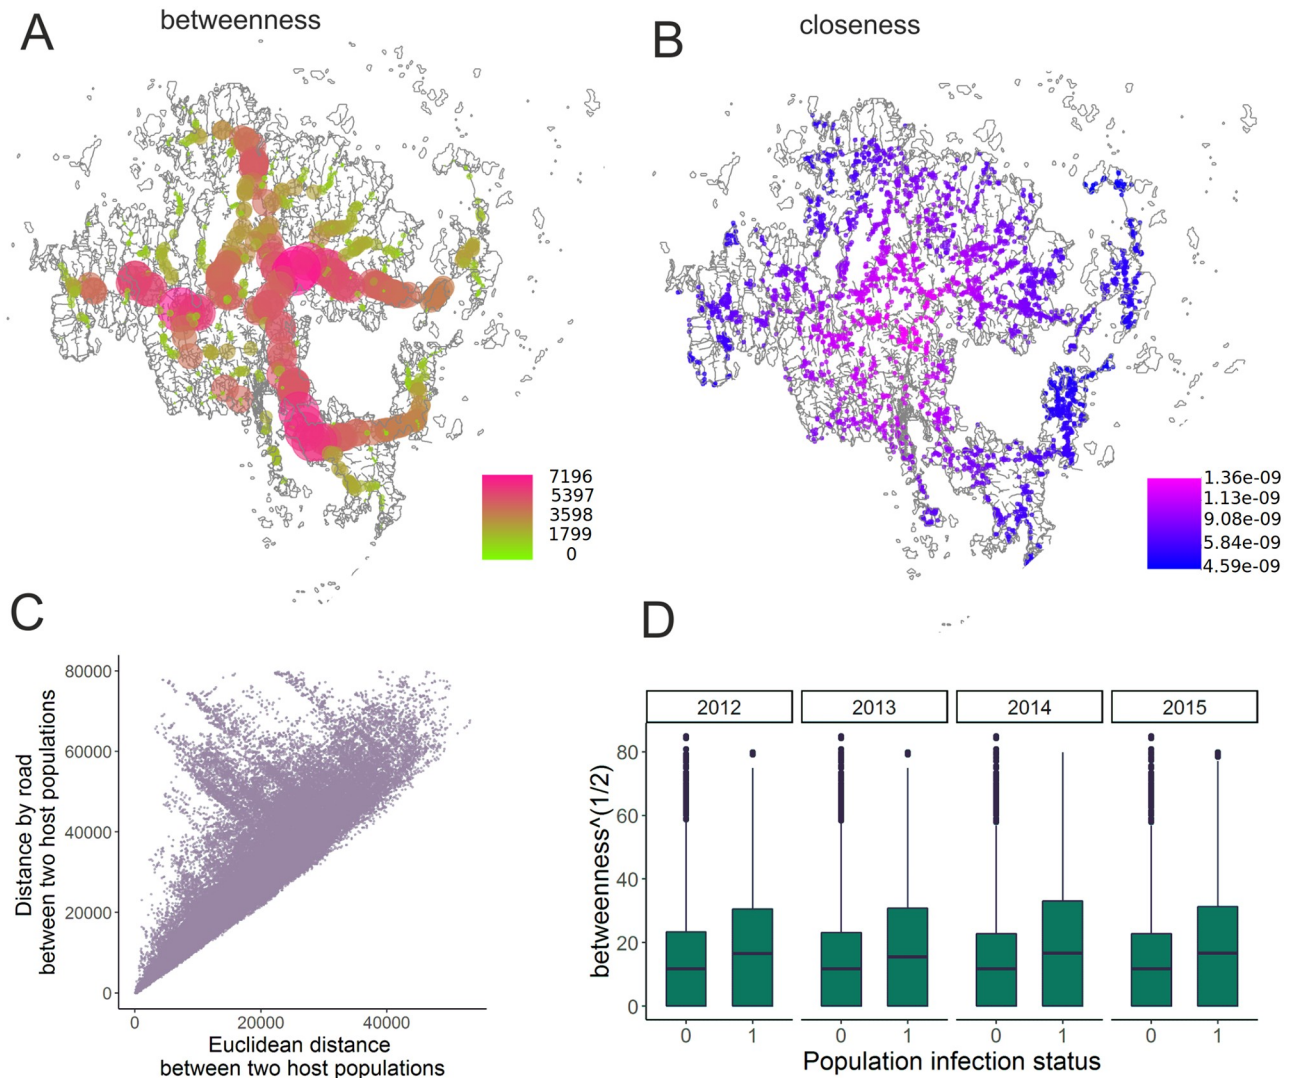 A
betweenness
7196
5397
3598
1799
0
B
closeness
1.36e-09
1.13e-09
9.08e-09
5.84e-09
4.59e-09
C
Distance by road
between two host populations
80000
60000
40000
20000
0
0
20000
40000
Euclidean distance
between two host populations
D
2012
2013
2014
2015
betweenness^(1/2)
80
60
40
20
0
0
1
0
1
0
1
0
1
Population infection status